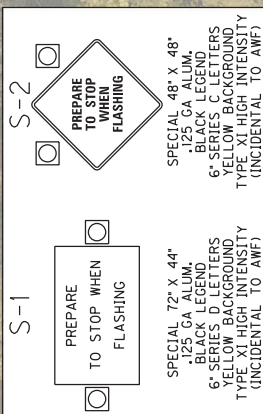 S-1
PREPARE
TO STOP WHEN
FLASHING
SPECIAL 72" X 44"
.125 GA ALUM.
BLACK LEGEND
6" SERIES D LETTERS
YELLOW BACKGROUND
TYPE XI HIGH INTENSITY
(INCIDENTAL TO AWF)
S-2
PREPARE
TO STOP
WHEN
FLASHING
SPECIAL 48" X 48"
.125 GA ALUM.
BLACK LEGEND
6" SERIES C LETTERS
YELLOW BACKGROUND
TYPE XI HIGH INTENSITY
(INCIDENTAL TO AWF)